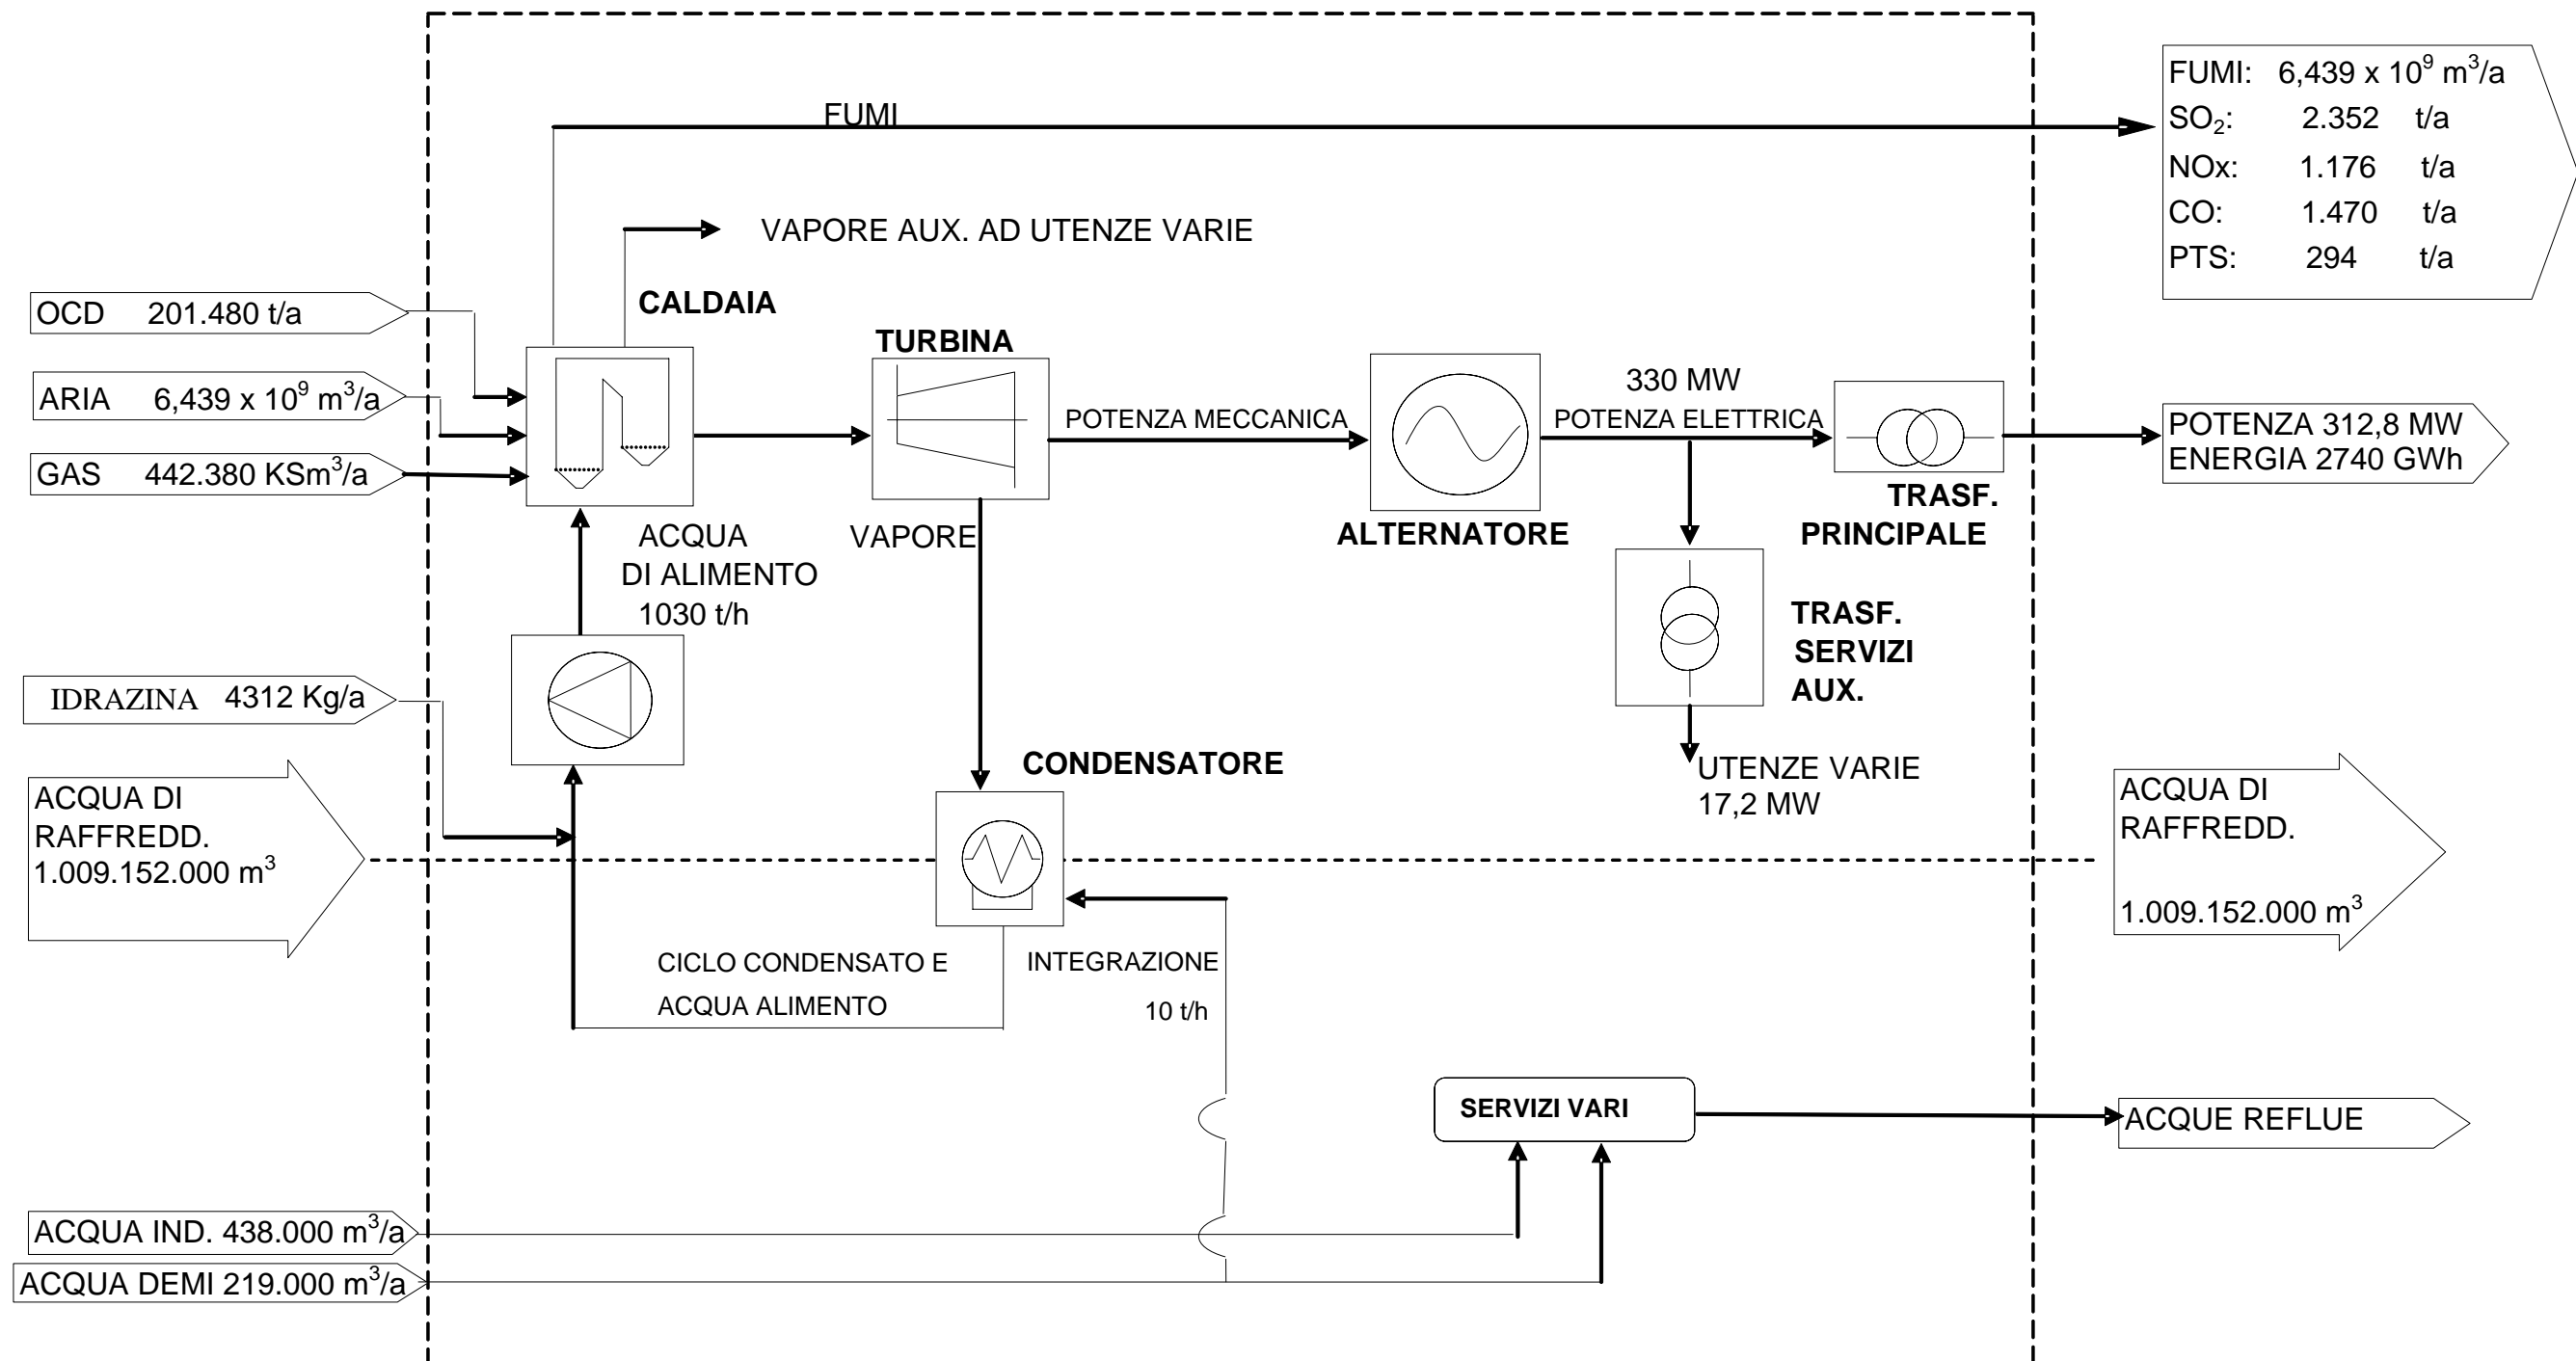 FUMI: 6,439 x 10⁹ m³/a
SO₂: 2.352 t/a
NOx: 1.176 t/a
CO: 1.470 t/a
PTS: 294 t/a
FUMI
VAPORE AUX. AD UTENZE VARIE
CALDAIA
OCD 201.480 t/a
ARIA 6,439 x 10⁹ m³/a
GAS 442.380 KSm³/a
TURBINA
POTENZA MECCANICA
330 MW
POTENZA ELETTRICA
POTENZA 312,8 MW
ENERGIA 2740 GWh
TRASF.
PRINCIPALE
ALTERNATORE
ACQUA
DI ALIMENTO
1030 t/h
VAPORE
TRASF.
SERVIZI
AUX.
IDRAZINA 4312 Kg/a
CONDENSATORE
UTENZE VARIE
17,2 MW
ACQUA DI
RAFFREDD.
1.009.152.000 m³
ACQUA DI
RAFFREDD.
1.009.152.000 m³
CICLO CONDENSATO E
ACQUA ALIMENTO
INTEGRAZIONE
10 t/h
SERVIZI VARI
ACQUE REFLUE
ACQUA IND. 438.000 m³/a
ACQUA DEMI 219.000 m³/a